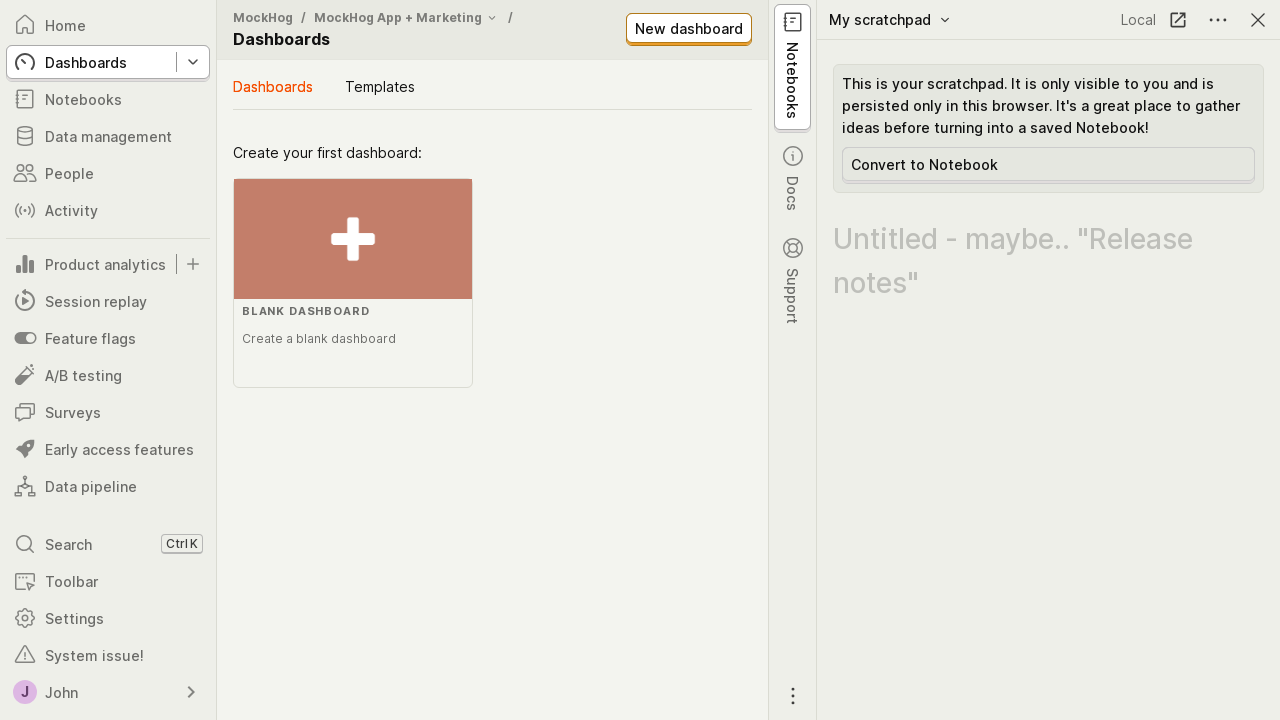 Home
Dashboards
Notebooks
Data management
People
Activity
Product analytics
Session replay
Feature flags
A/B testing
Surveys
Early access features
Data pipeline
Search Ctrl K
Toolbar
Settings
System issue!
J John
MockHog / MockHog App + Marketing /
Dashboards
New dashboard
Dashboards Templates
Create your first dashboard:
BLANK DASHBOARD
Create a blank dashboard
Notebooks
Docs
Support
My scratchpad Local
This is your scratchpad. It is only visible to you and is
persisted only in this browser. It's a great place to gather
ideas before turning into a saved Notebook!
Convert to Notebook
Untitled - maybe.. "Release
notes"